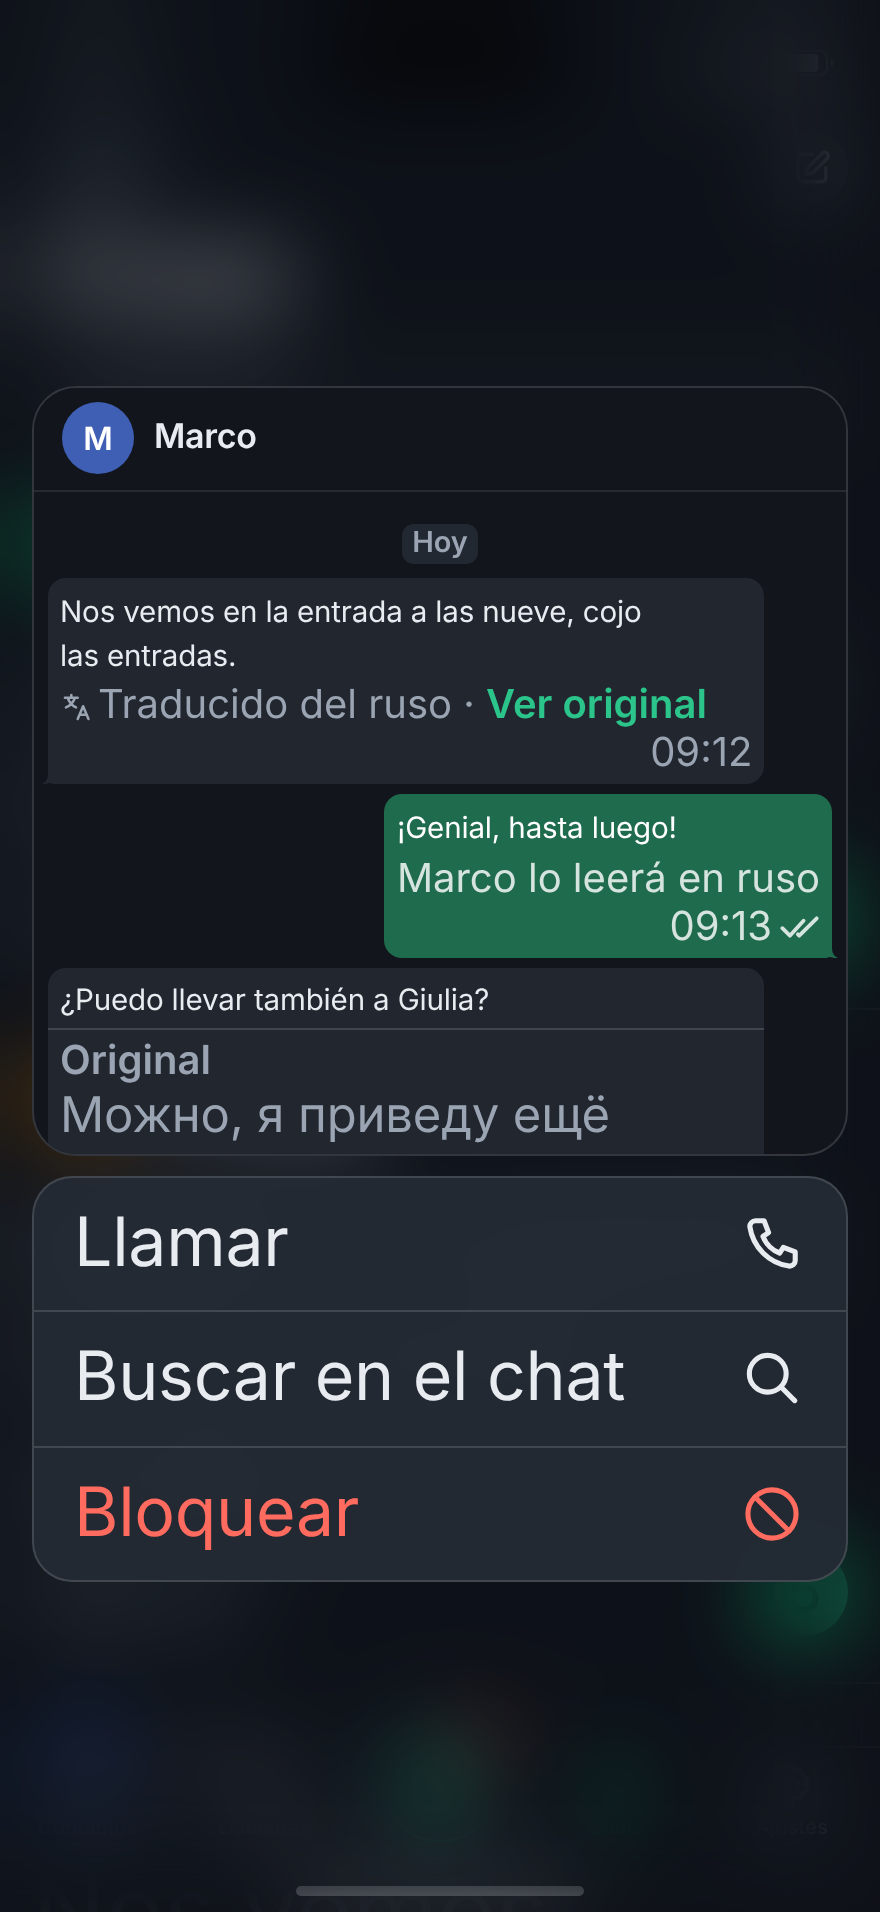 M Marco
Hoy
Nos vemos en la entrada a las nueve, cojo
las entradas.
Traducido del ruso · Ver original
09:12
¡Genial, hasta luego!
Marco lo leerá en ruso
09:13
¿Puedo llevar también a Giulia?
Original
Можно, я приведу ещё
Llamar
Buscar en el chat
Bloquear